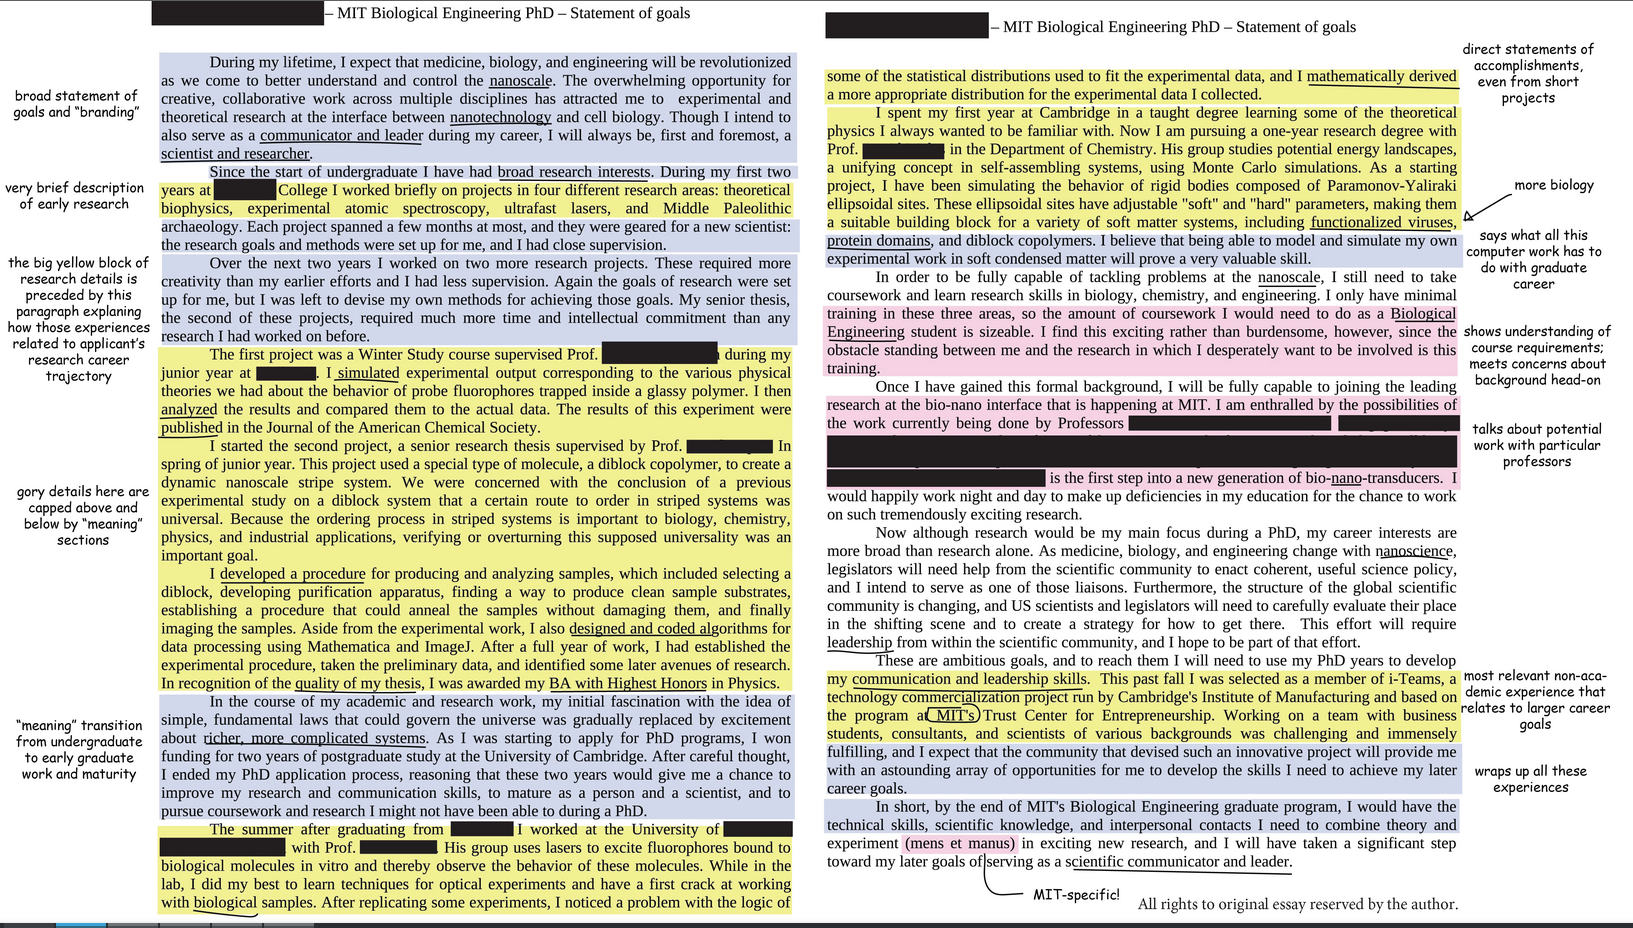 – MIT Biological Engineering PhD – Statement of goals
During my lifetime, I expect that medicine, biology, and engineering will be revolutionized
as we come to better understand and control the nanoscale. The overwhelming opportunity for
creative, collaborative work across multiple disciplines has attracted me to experimental and
theoretical research at the interface between nanotechnology and cell biology. Though I intend to
also serve as a communicator and leader during my career, I will always be, first and foremost, a
scientist and researcher.
broad statement of
goals and “branding”
Since the start of undergraduate I have had broad research interests. During my first two
years at College I worked briefly on projects in four different research areas: theoretical
biophysics, experimental atomic spectroscopy, ultrafast lasers, and Middle Paleolithic
archaeology. Each project spanned a few months at most, and they were geared for a new scientist:
the research goals and methods were set up for me, and I had close supervision.
very brief description
of early research
Over the next two years I worked on two more research projects. These required more
creativity than my earlier efforts and I had less supervision. Again the goals of research were set
up for me, but I was left to devise my own methods for achieving those goals. My senior thesis,
the second of these projects, required much more time and intellectual commitment than any
research I had worked on before.
the big yellow block of
research details is
preceded by this
paragraph explaning
how those experiences
related to applicant’s
research career
trajectory
The first project was a Winter Study course supervised Prof. during my
junior year at . I simulated experimental output corresponding to the various physical
theories we had about the behavior of probe fluorophores trapped inside a glassy polymer. I then
analyzed the results and compared them to the actual data. The results of this experiment were
published in the Journal of the American Chemical Society.
I started the second project, a senior research thesis supervised by Prof. In
spring of junior year. This project used a special type of molecule, a diblock copolymer, to create a
dynamic nanoscale stripe system. We were concerned with the conclusion of a previous
experimental study on a diblock system that a certain route to order in striped systems was
universal. Because the ordering process in striped systems is important to biology, chemistry,
physics, and industrial applications, verifying or overturning this supposed universality was an
important goal.
gory details here are
capped above and
below by “meaning”
sections
I developed a procedure for producing and analyzing samples, which included selecting a
diblock, developing purification apparatus, finding a way to produce clean sample substrates,
establishing a procedure that could anneal the samples without damaging them, and finally
imaging the samples. Aside from the experimental work, I also designed and coded algorithms for
data processing using Mathematica and ImageJ. After a full year of work, I had established the
experimental procedure, taken the preliminary data, and identified some later avenues of research.
In recognition of the quality of my thesis, I was awarded my BA with Highest Honors in Physics.
In the course of my academic and research work, my initial fascination with the idea of
simple, fundamental laws that could govern the universe was gradually replaced by excitement
about richer, more complicated systems. As I was starting to apply for PhD programs, I won
funding for two years of postgraduate study at the University of Cambridge. After careful thought,
I ended my PhD application process, reasoning that these two years would give me a chance to
improve my research and communication skills, to mature as a person and a scientist, and to
pursue coursework and research I might not have been able to during a PhD.
“meaning” transition
from undergraduate
to early graduate
work and maturity
The summer after graduating from I worked at the University of
with Prof. . His group uses lasers to excite fluorophores bound to
biological molecules in vitro and thereby observe the behavior of these molecules. While in the
lab, I did my best to learn techniques for optical experiments and have a first crack at working
with biological samples. After replicating some experiments, I noticed a problem with the logic of
– MIT Biological Engineering PhD – Statement of goals
some of the statistical distributions used to fit the experimental data, and I mathematically derived
a more appropriate distribution for the experimental data I collected.
direct statements of
accomplishments,
even from short
projects
I spent my first year at Cambridge in a taught degree learning some of the theoretical
physics I always wanted to be familiar with. Now I am pursuing a one-year research degree with
Prof. in the Department of Chemistry. His group studies potential energy landscapes,
a unifying concept in self-assembling systems, using Monte Carlo simulations. As a starting
project, I have been simulating the behavior of rigid bodies composed of Paramonov-Yaliraki
ellipsoidal sites. These ellipsoidal sites have adjustable "soft" and "hard" parameters, making them
a suitable building block for a variety of soft matter systems, including functionalized viruses,
protein domains, and diblock copolymers. I believe that being able to model and simulate my own
experimental work in soft condensed matter will prove a very valuable skill.
more biology
says what all this
computer work has to
do with graduate
career
In order to be fully capable of tackling problems at the nanoscale, I still need to take
coursework and learn research skills in biology, chemistry, and engineering. I only have minimal
training in these three areas, so the amount of coursework I would need to do as a Biological
Engineering student is sizeable. I find this exciting rather than burdensome, however, since the
obstacle standing between me and the research in which I desperately want to be involved is this
training.
shows understanding of
course requirements;
meets concerns about
background head-on
Once I have gained this formal background, I will be fully capable to joining the leading
research at the bio-nano interface that is happening at MIT. I am enthralled by the possibilities of
the work currently being done by Professors
is the first step into a new generation of bio-nano-transducers. I
would happily work night and day to make up deficiencies in my education for the chance to work
on such tremendously exciting research.
talks about potential
work with particular
professors
Now although research would be my main focus during a PhD, my career interests are
more broad than research alone. As medicine, biology, and engineering change with nanoscience,
legislators will need help from the scientific community to enact coherent, useful science policy,
and I intend to serve as one of those liaisons. Furthermore, the structure of the global scientific
community is changing, and US scientists and legislators will need to carefully evaluate their place
in the shifting scene and to create a strategy for how to get there. This effort will require
leadership from within the scientific community, and I hope to be part of that effort.
These are ambitious goals, and to reach them I will need to use my PhD years to develop
my communication and leadership skills. This past fall I was selected as a member of i-Teams, a
technology commercialization project run by Cambridge's Institute of Manufacturing and based on
the program at MIT's Trust Center for Entrepreneurship. Working on a team with business
students, consultants, and scientists of various backgrounds was challenging and immensely
fulfilling, and I expect that the community that devised such an innovative project will provide me
with an astounding array of opportunities for me to develop the skills I need to achieve my later
career goals.
most relevant non-aca-
demic experience that
relates to larger career
goals
wraps up all these
experiences
In short, by the end of MIT's Biological Engineering graduate program, I would have the
technical skills, scientific knowledge, and interpersonal contacts I need to combine theory and
experiment (mens et manus) in exciting new research, and I will have taken a significant step
toward my later goals of serving as a scientific communicator and leader.
MIT-specific!
All rights to original essay reserved by the author.